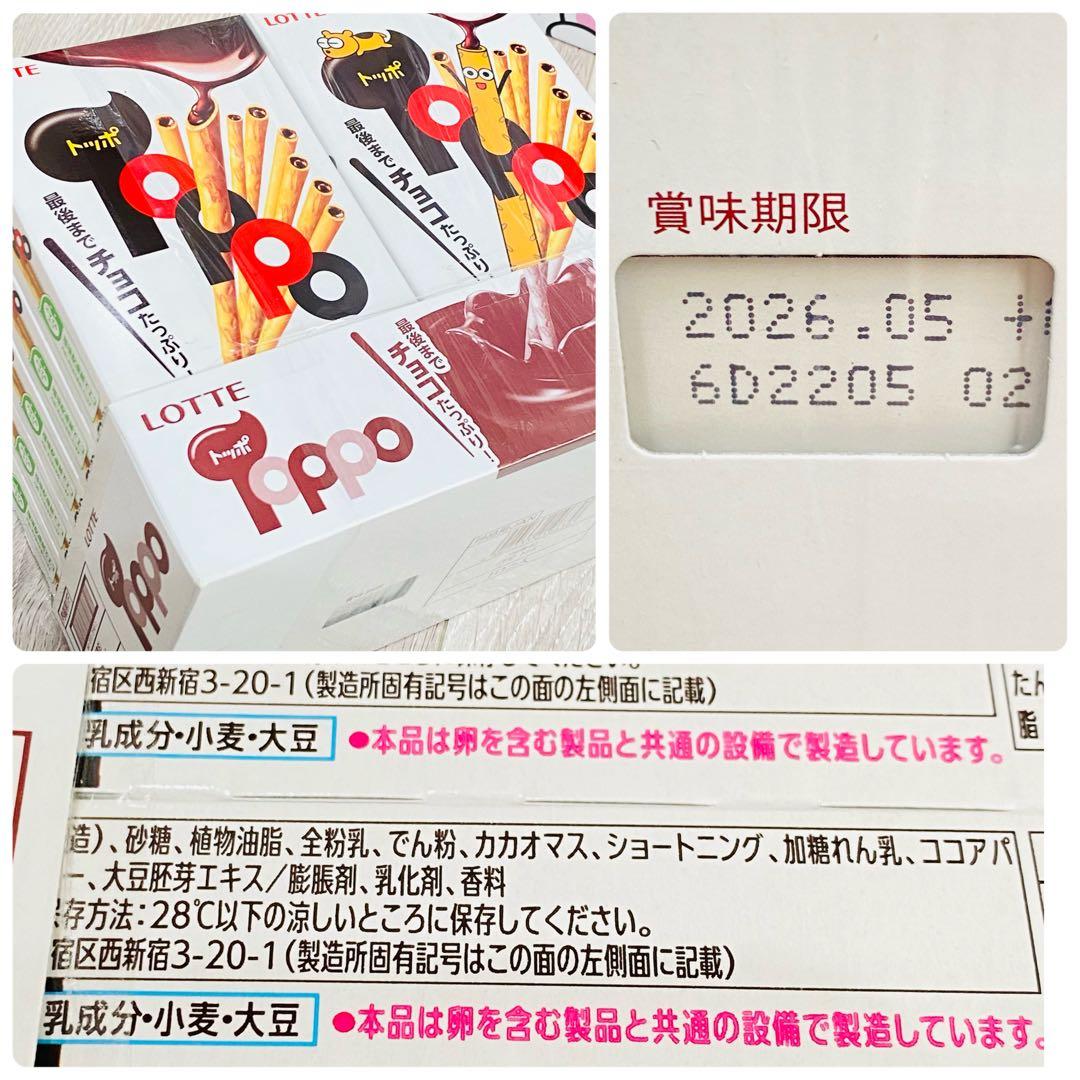 LOTTE
TE
トッポ
Toppo
最後までチョコたっぷり!
トッポ
Toppo
最後までチョコたっぷり!
LOTTE
トッポ
Toppo
最後までチョコたっぷり!
トッポ
Toppo
賞味期限
2026.05 +
6D2205 02
宿区西新宿3-20-1(製造所固有記号はこの面の左側面に記載)
乳成分・小麦・大豆
●本品は卵を含む製品と共通の設備で製造しています。
たん
脂
造)、砂糖、植物油脂、全粉乳、でん粉、カカオマス、ショートニング、加糖れん乳、ココアパ
ー、大豆胚芽エキス/膨脹剤、乳化剤、香料
保存方法:28℃以下の涼しいところに保存してください。
宿区西新宿3-20-1(製造所固有記号はこの面の左側面に記載)
乳成分・小麦・大豆
●本品は卵を含む製品と共通の設備で製造しています。